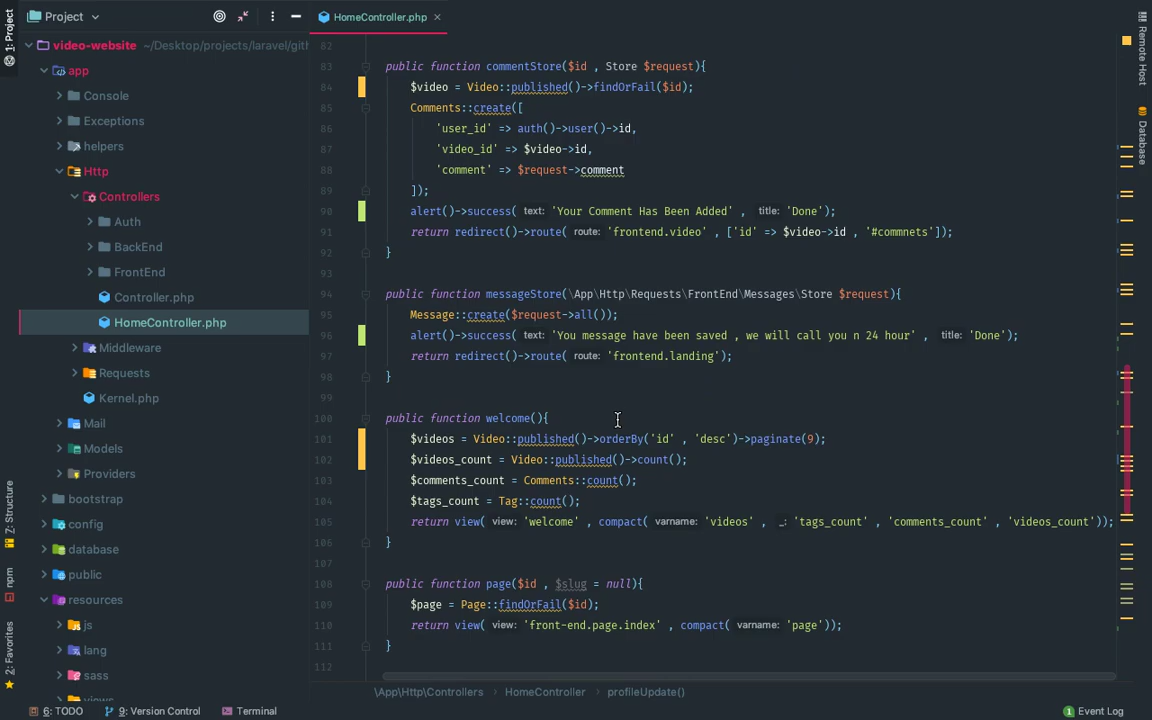 Project
HomeController.php
1: Project
video-website ~/Desktop/projects/laravel/gith
app
Console
Exceptions
helpers
Http
Controllers
Auth
BackEnd
FrontEnd
Controller.php
HomeController.php
Middleware
Requests
Kernel.php
Mail
Models
Providers
bootstrap
config
database
public
resources
js
lang
sass
views
7: Structure
npm
2: Favorites
82
83 public function commentStore($id , Store $request){
84 $video = Video::published()->findOrFail($id);
85 Comments::create([
86 'user_id' => auth()->user()->id,
87 'video_id' => $video->id,
88 'comment' => $request->comment
89 ]);
90 alert()->success( text: 'Your Comment Has Been Added' , title: 'Done');
91 return redirect()->route( route: 'frontend.video' , ['id' => $video->id , '#commnets']);
92 }
93
94 public function messageStore(\App\Http\Requests\FrontEnd\Messages\Store $request){
95 Message::create($request->all());
96 alert()->success( text: 'You message have been saved , we will call you n 24 hour' , title: 'Done');
97 return redirect()->route( route: 'frontend.landing');
98 }
99
100 public function welcome(){
101 $videos = Video::published()->orderBy('id' , 'desc')->paginate(9);
102 $videos_count = Video::published()->count();
103 $comments_count = Comments::count();
104 $tags_count = Tag::count();
105 return view( view: 'welcome' , compact( varname: 'videos' , _: 'tags_count' , 'comments_count' , 'videos_count'));
106 }
107
108 public function page($id , $slug = null){
109 $page = Page::findOrFail($id);
110 return view( view: 'front-end.page.index' , compact( varname: 'page'));
111 }
112
Remote Host
Database
\App\Http\Controllers HomeController profileUpdate()
6: TODO 9: Version Control Terminal 1 Event Log